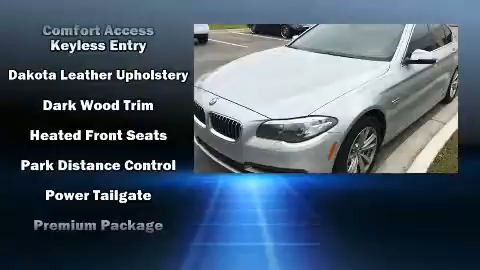 Comfort Access
Keyless Entry
Dakota Leather Upholstery
Dark Wood Trim
Heated Front Seats
Park Distance Control
Power Tailgate
Premium Package